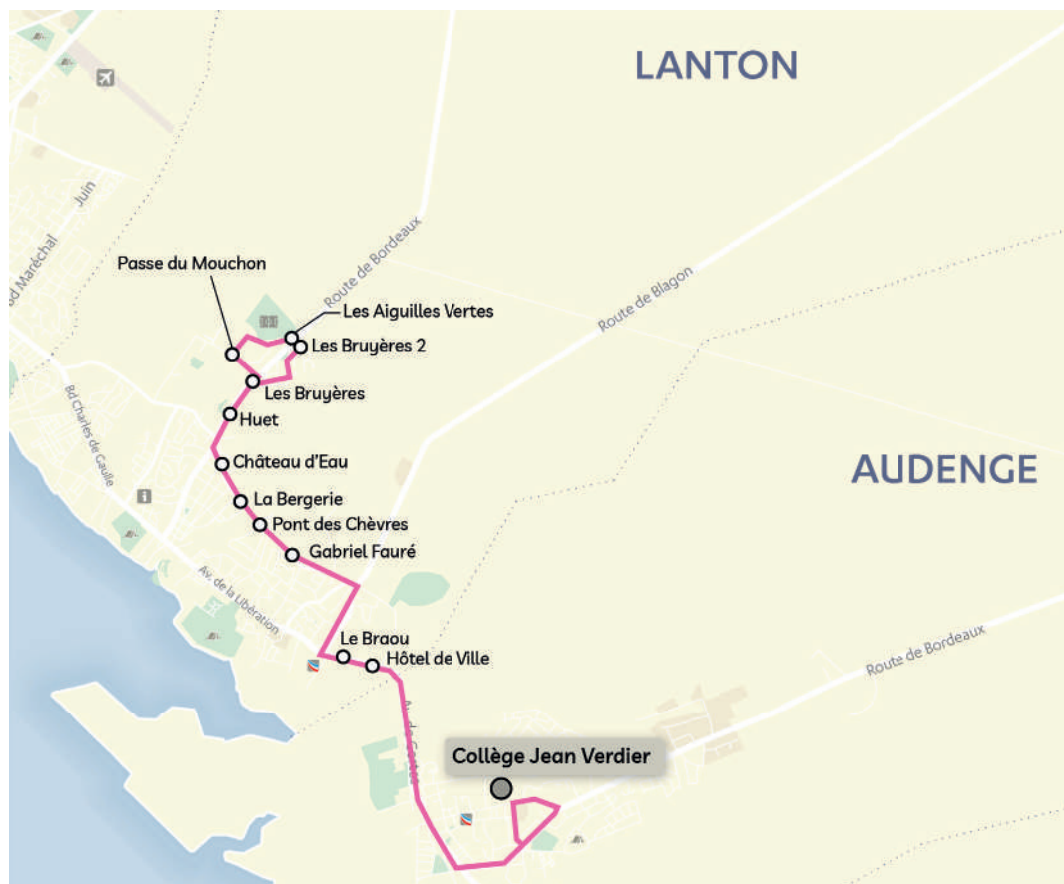 LANTON
Juin
Bd Maréchal
Route de Bordeaux
Passe du Mouchon
Route de Blagon
Les Aiguilles Vertes
Les Bruyères 2
Les Bruyères
Bd Charles de Gaulle
Huet
Château d'Eau
AUDENGE
La Bergerie
Pont des Chèvres
Gabriel Fauré
Av. de la Libération
Le Braou
Hôtel de Ville
Route de Bordeaux
Av. de Certes
Collège Jean Verdier